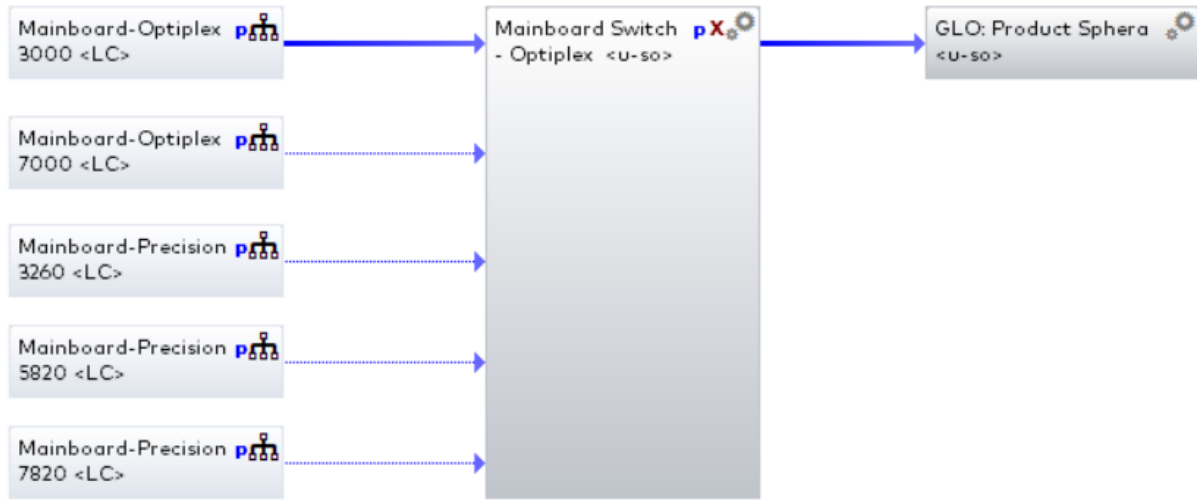 Mainboard-Optiplex p
3000 <LC>
Mainboard Switch p X
- Optiplex <u-so>
GLO: Product Sphera
<u-so>
Mainboard-Optiplex p
7000 <LC>
Mainboard-Precision p
3260 <LC>
Mainboard-Precision p
5820 <LC>
Mainboard-Precision p
7820 <LC>